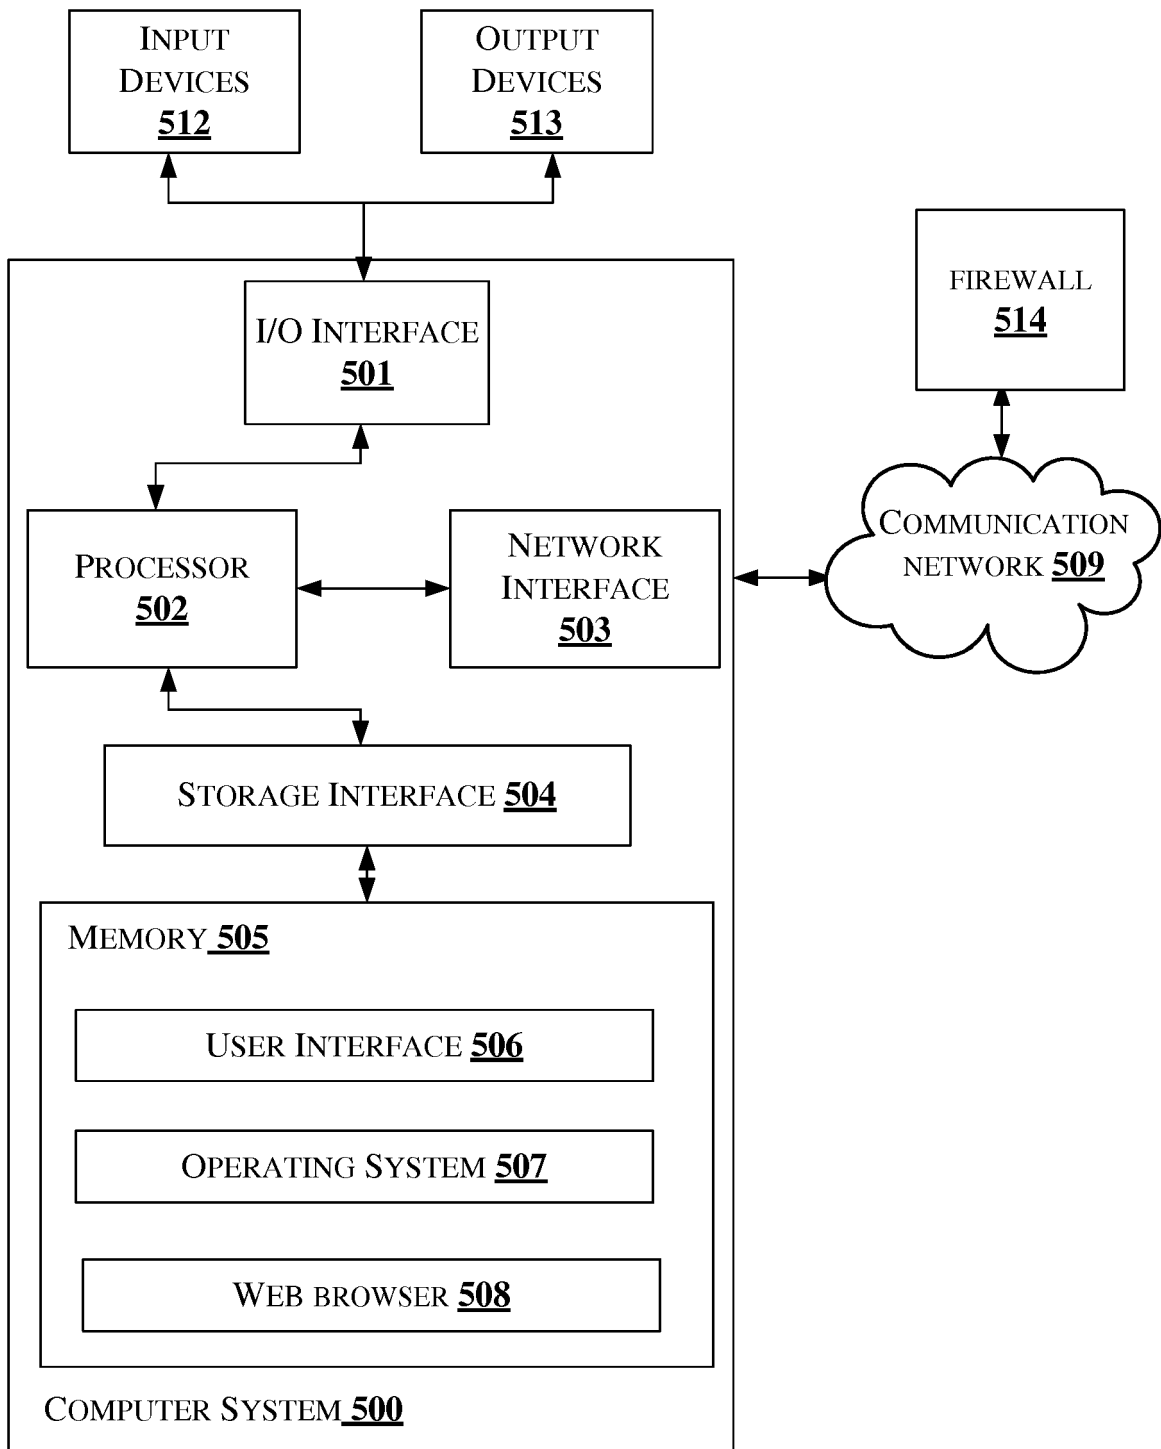 INPUT
DEVICES
512
OUTPUT
DEVICES
513
I/O INTERFACE
501
FIREWALL
514
PROCESSOR
502
NETWORK
INTERFACE
503
COMMUNICATION
NETWORK 509
STORAGE INTERFACE 504
MEMORY 505
USER INTERFACE 506
OPERATING SYSTEM 507
WEB BROWSER 508
COMPUTER SYSTEM 500